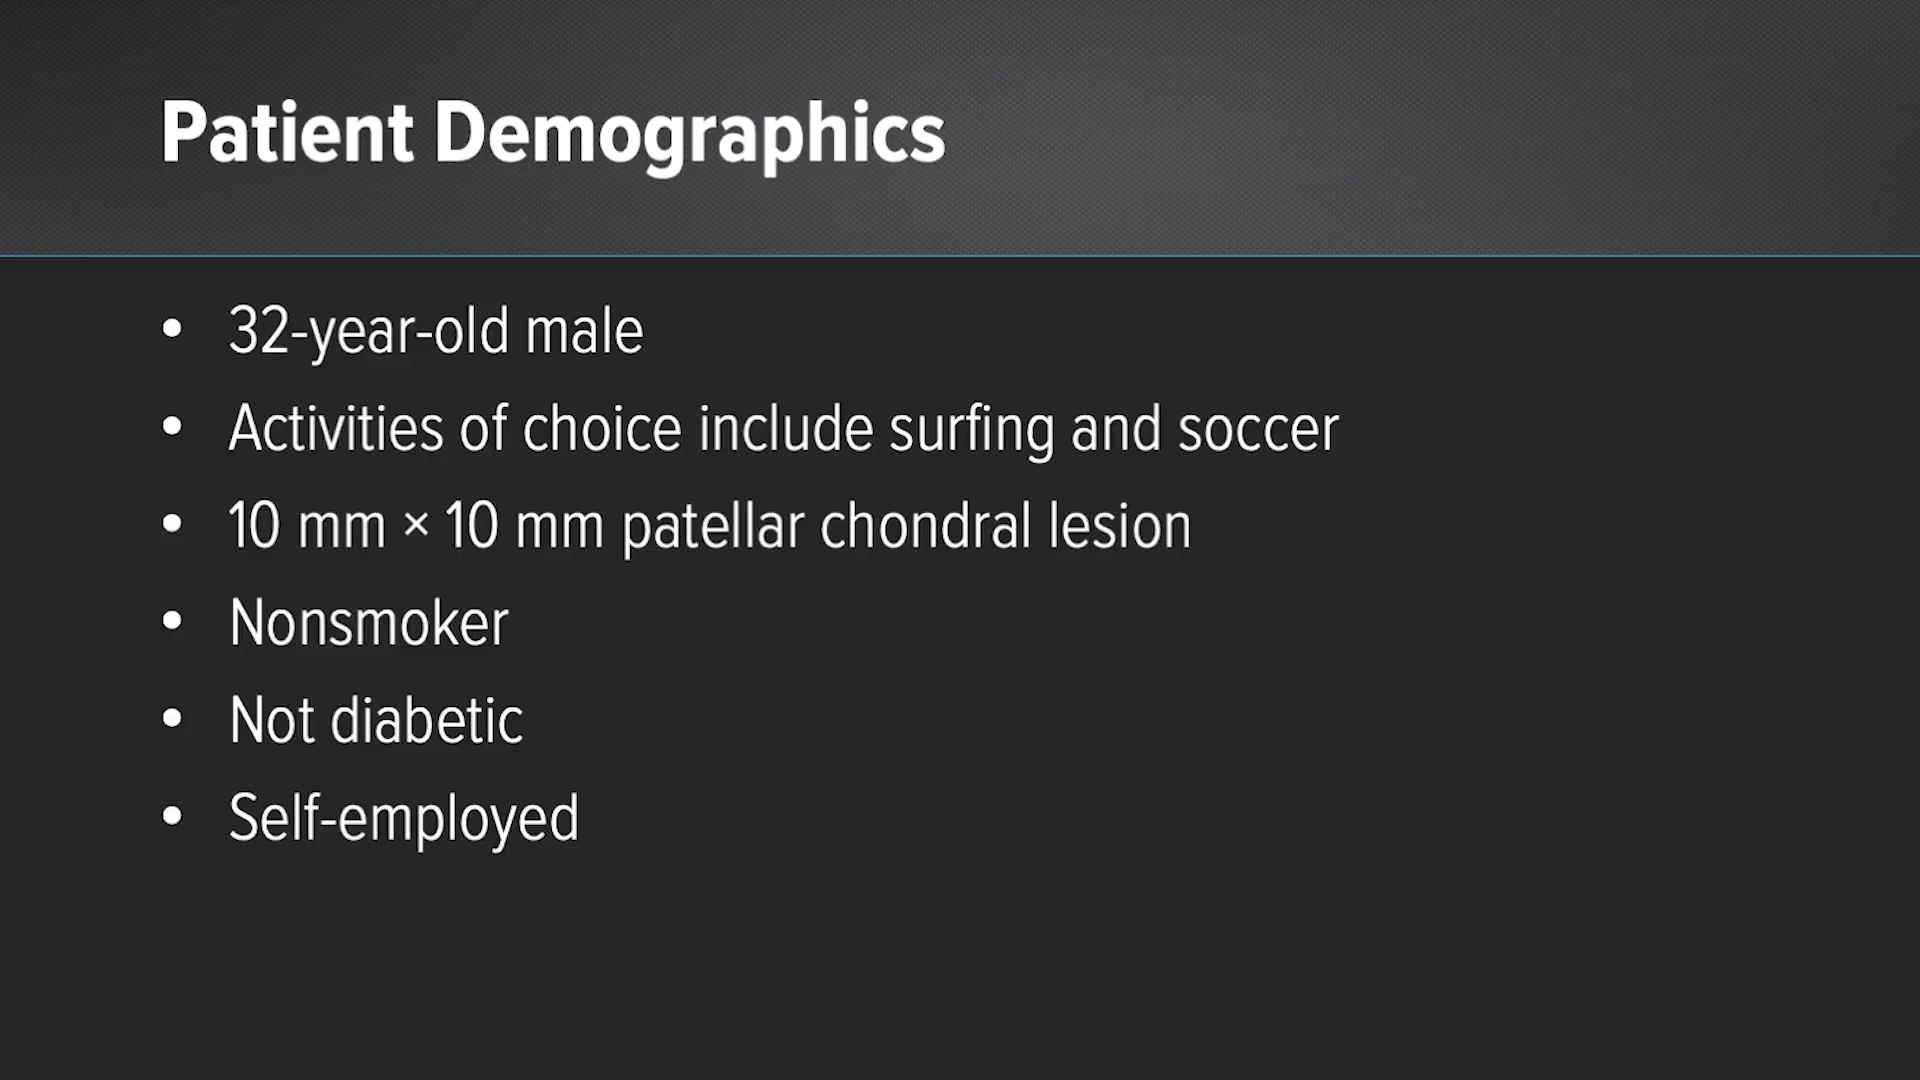 Patient Demographics
• 32-year-old male
• Activities of choice include surfing and soccer
• 10 mm × 10 mm patellar chondral lesion
• Nonsmoker
• Not diabetic
• Self-employed